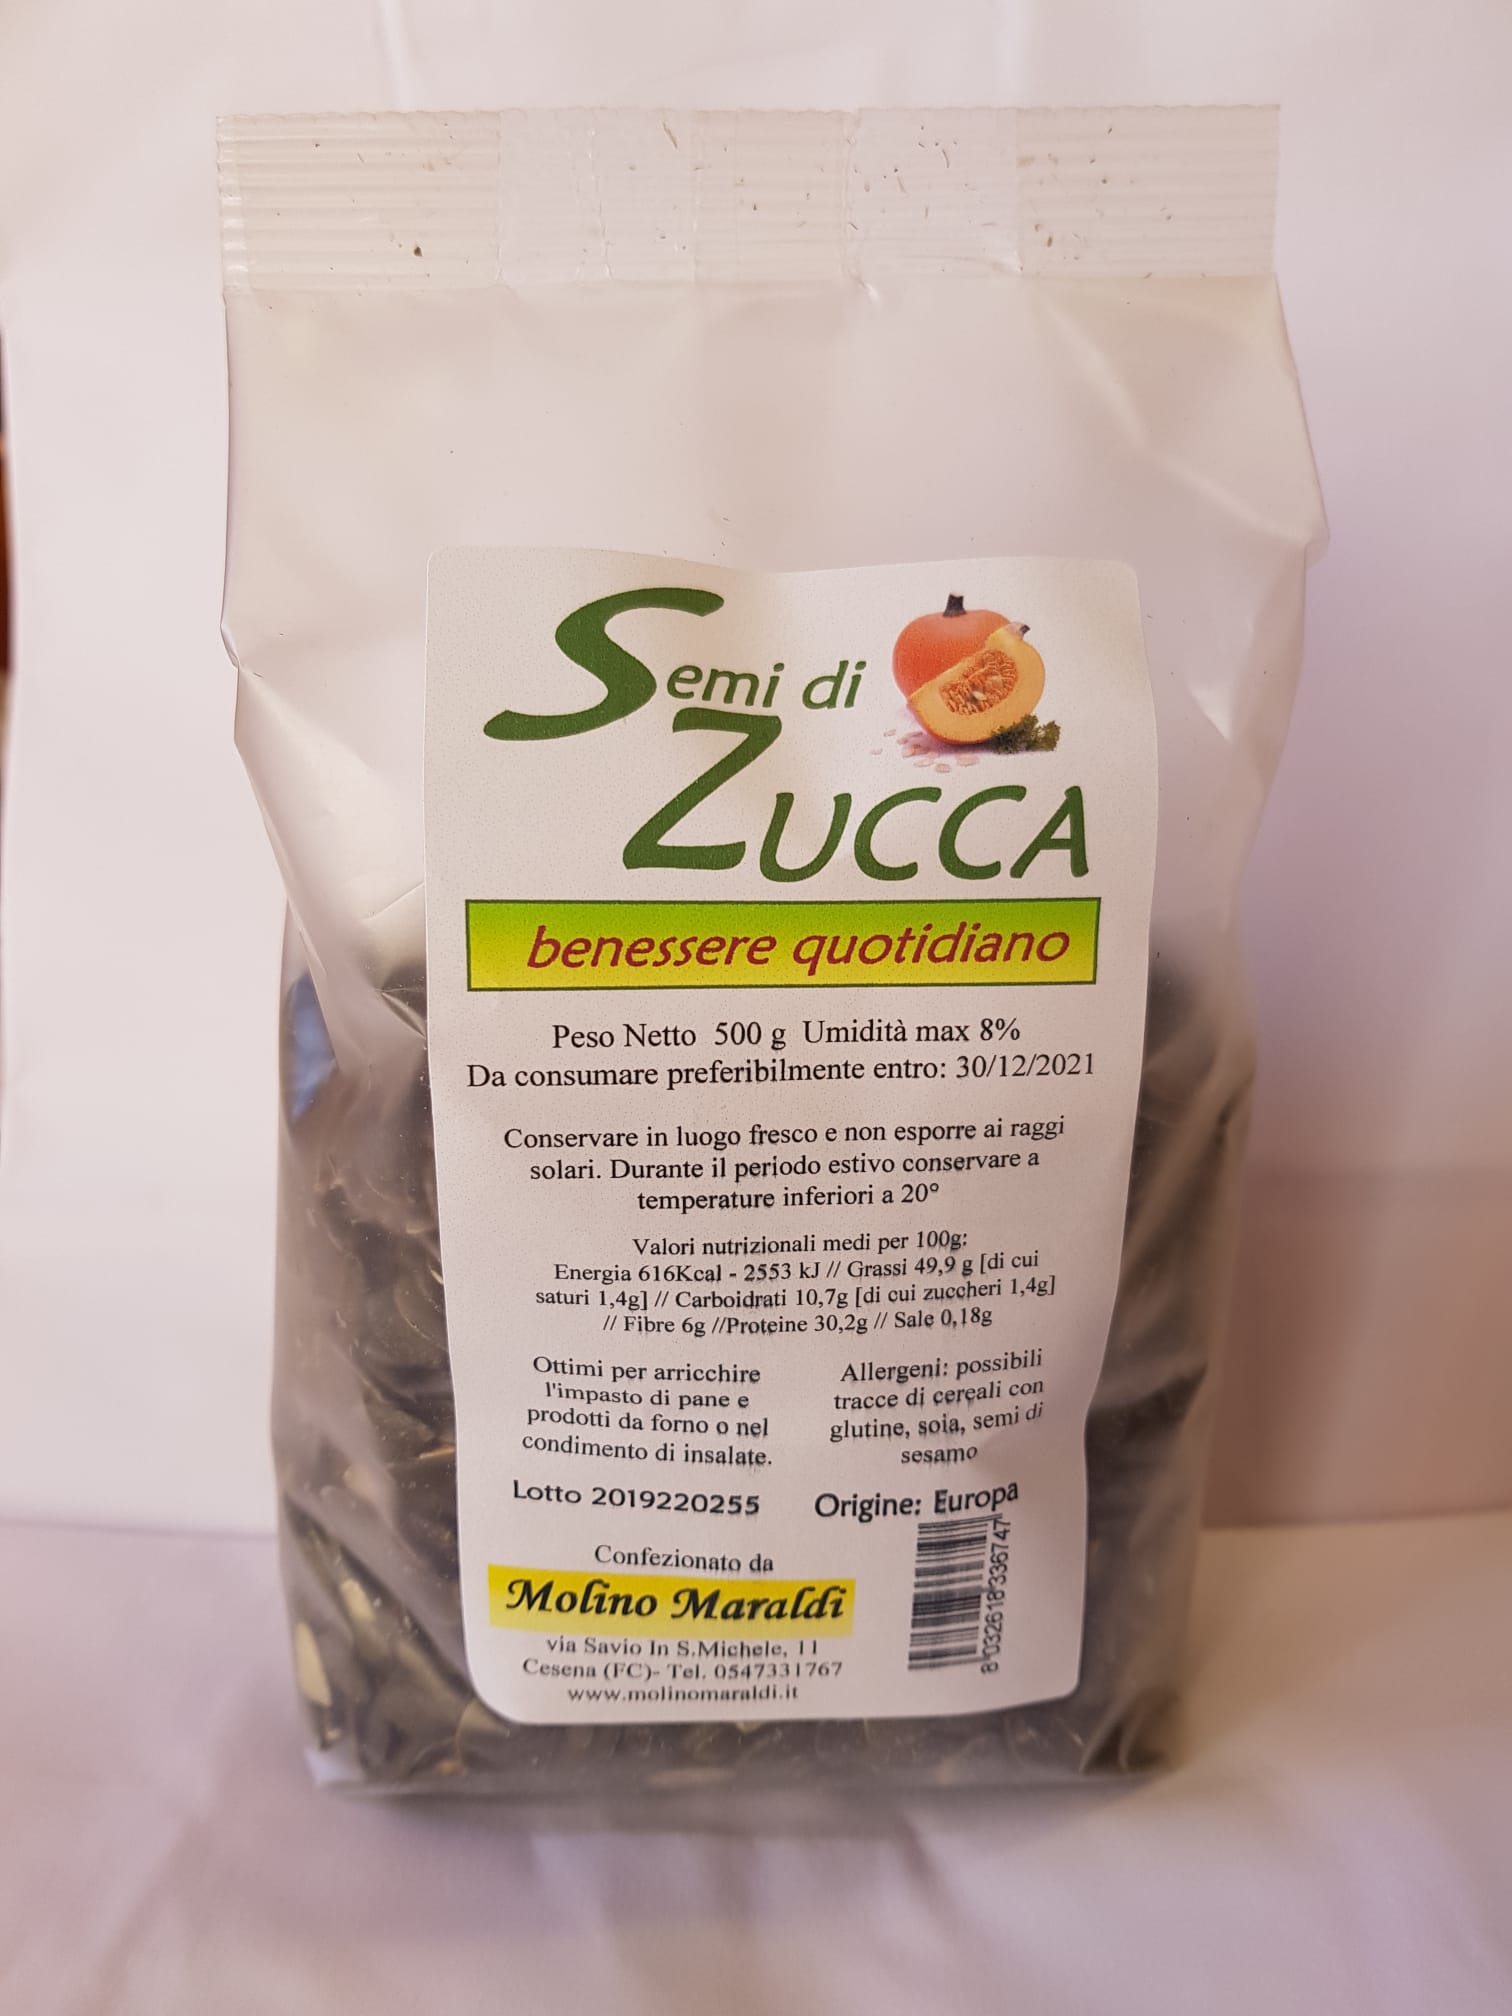 Semi di
ZUCCA
benessere quotidiano
Peso Netto 500 g Umidità max 8%
Da consumare preferibilmente entro: 30/12/2021
Conservare in luogo fresco e non esporre ai raggi
solari. Durante il periodo estivo conservare a
temperature inferiori a 20°
Valori nutrizionali medi per 100g:
Energia 616Kcal - 2553 kJ // Grassi 49,9 g [di cui
saturi 1,4g] // Carboidrati 10,7g [di cui zuccheri 1,4g]
// Fibre 6g //Proteine 30,2g // Sale 0,18g
Ottimi per arricchire
l'impasto di pane e
prodotti da forno o nel
condimento di insalate.
Allergeni: possibili
tracce di cereali con
glutine, soia, semi di
sesamo
Lotto 2019220255
Origine: Europa
Confezionato da
Molino Maraldi
via Savio In S.Michele, 11
Cesena (FC)- Tel. 0547331767
www.molinomaraldi.it
8 032618 336747